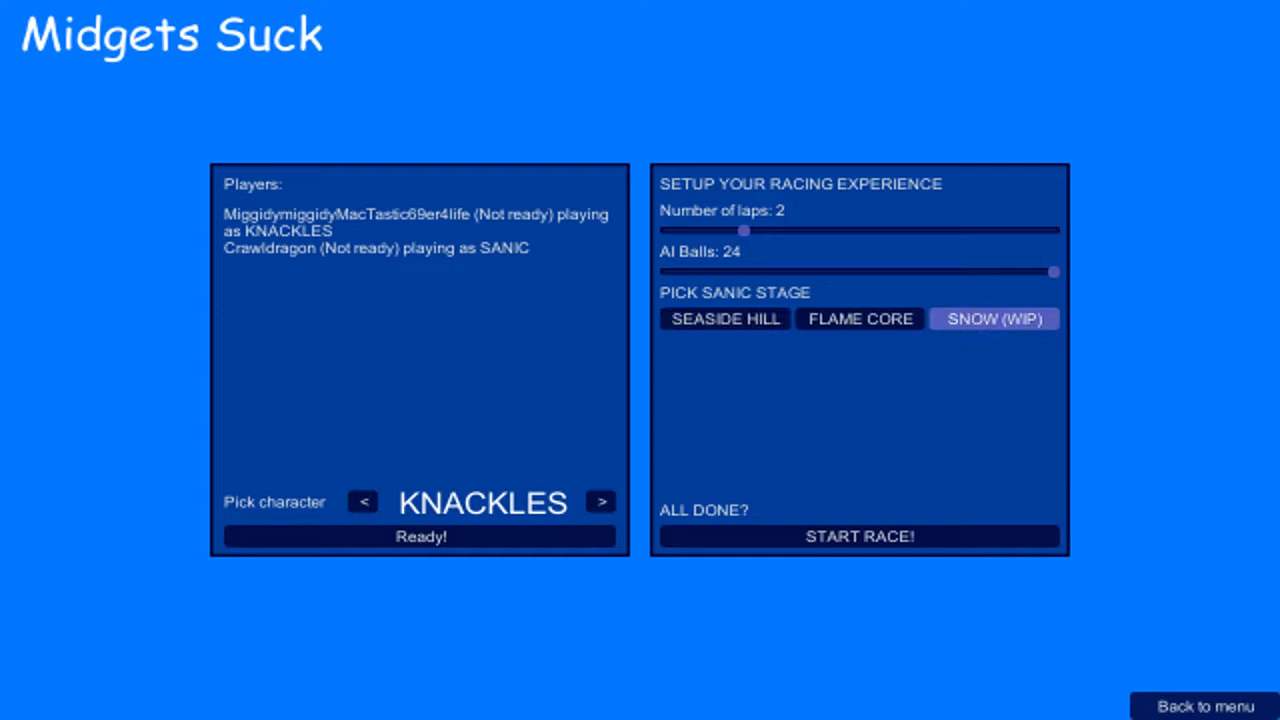 Midgets Suck
Players:
MiggidymiggidyMacTastic69er4life (Not ready) playing
as KNACKLES
Crawldragon (Not ready) playing as SANIC
Pick character < KNACKLES >
Ready!
SETUP YOUR RACING EXPERIENCE
Number of laps: 2
AI Balls: 24
PICK SANIC STAGE
SEASIDE HILL FLAME CORE SNOW (WIP)
ALL DONE?
START RACE!
Back to menu